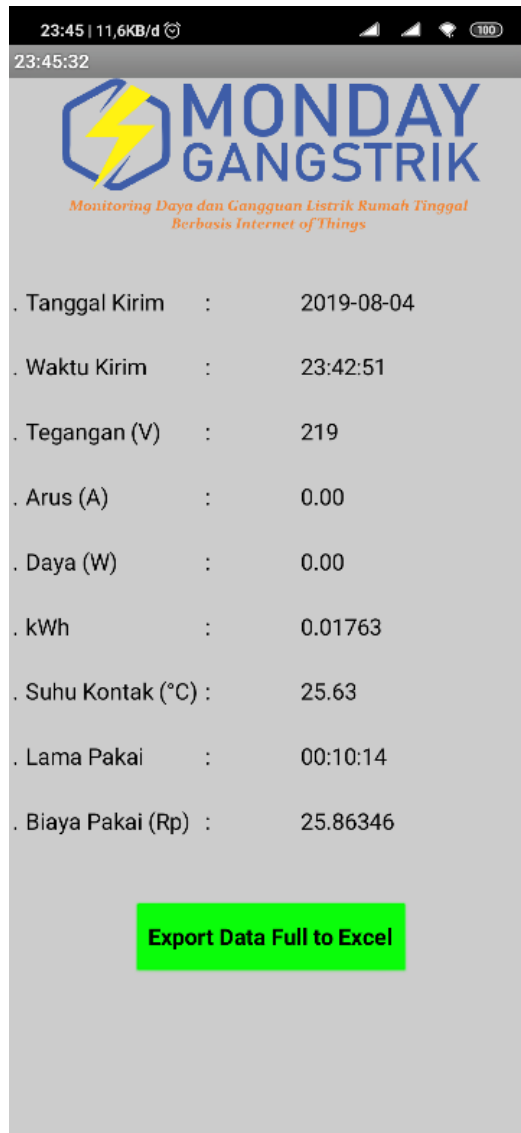 23:45 | 11,6KB/d
100
23:45:32
MONDAY
GANGSTRIK
Monitoring Daya dan Gangguan Listrik Rumah Tinggal
Berbasis Internet of Things
. Tanggal Kirim : 2019-08-04
. Waktu Kirim : 23:42:51
. Tegangan (V) : 219
. Arus (A) : 0.00
. Daya (W) : 0.00
. kWh : 0.01763
. Suhu Kontak (°C) : 25.63
. Lama Pakai : 00:10:14
. Biaya Pakai (Rp) : 25.86346
Export Data Full to Excel